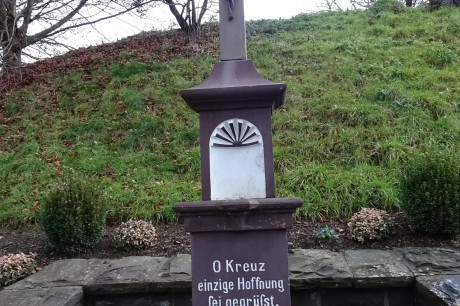 O Kreuz
einzige Hoffnung
sei gegrüßt.